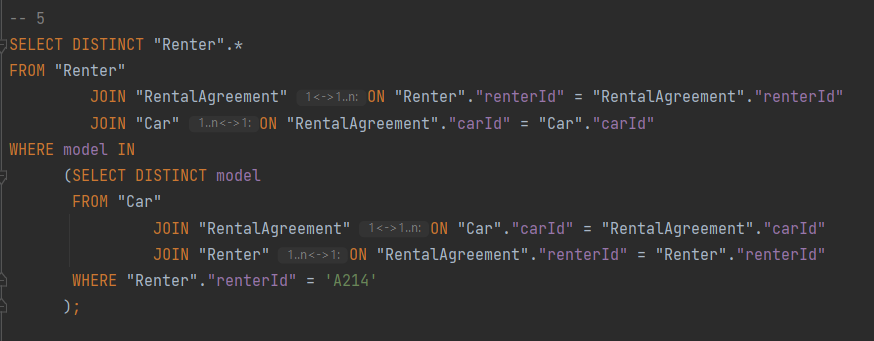 -- 5
SELECT DISTINCT "Renter".*
FROM "Renter"
JOIN "RentalAgreement" 1<->1..n: ON "Renter"."renterId" = "RentalAgreement"."renterId"
JOIN "Car" 1..n<->1: ON "RentalAgreement"."carId" = "Car"."carId"
WHERE model IN
(SELECT DISTINCT model
FROM "Car"
JOIN "RentalAgreement" 1<->1..n: ON "Car"."carId" = "RentalAgreement"."carId"
JOIN "Renter" 1..n<->1: ON "RentalAgreement"."renterId" = "Renter"."renterId"
WHERE "Renter"."renterId" = 'A214'
);